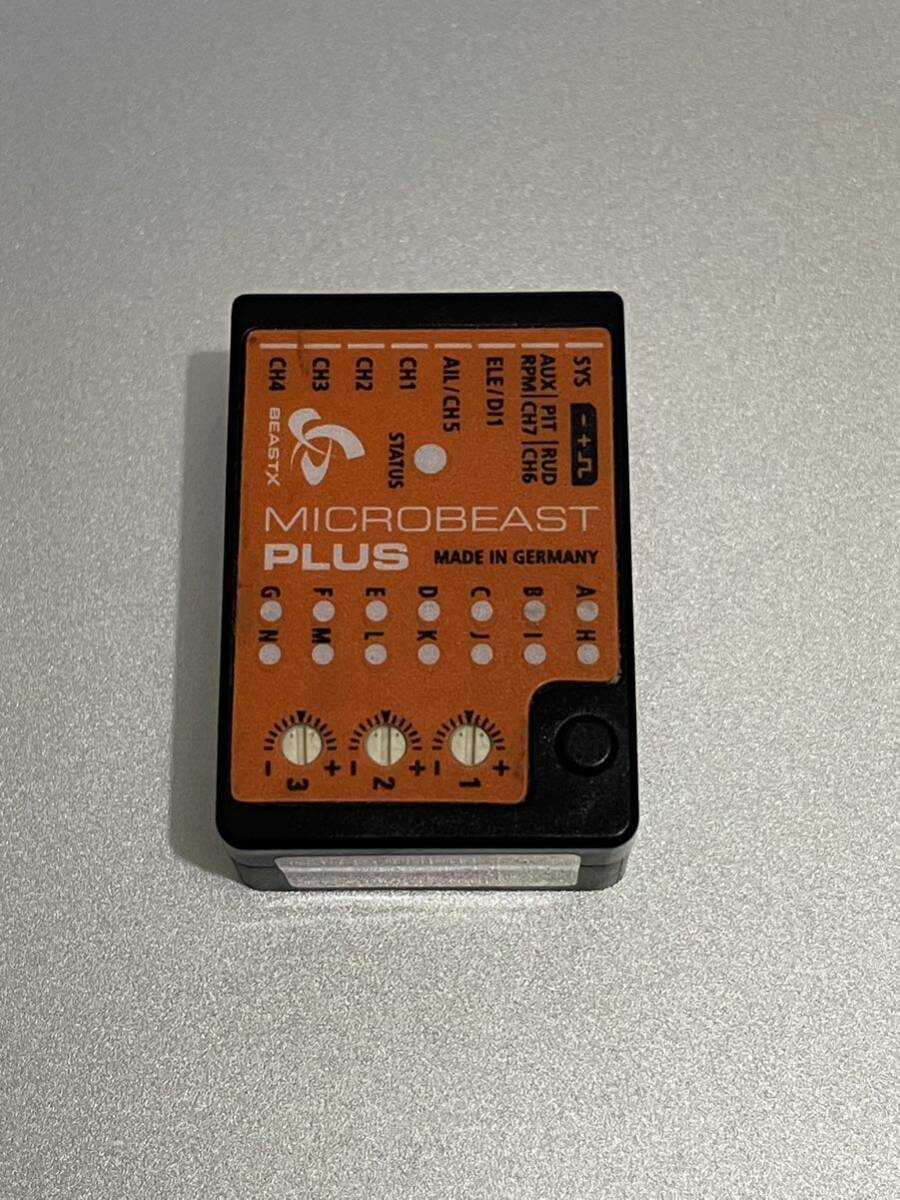 SYS
AUX| PIT |RUD
RPM|CH7|CH6
ELE/DI1
AIL/CH5
CH1
CH2
CH3
CH4
- +
STATUS
BEASTX
MICROBEAST
PLUS MADE IN GERMANY
G F E D C B A
N M L K J I H
- 3 + - 2 + - 1 +